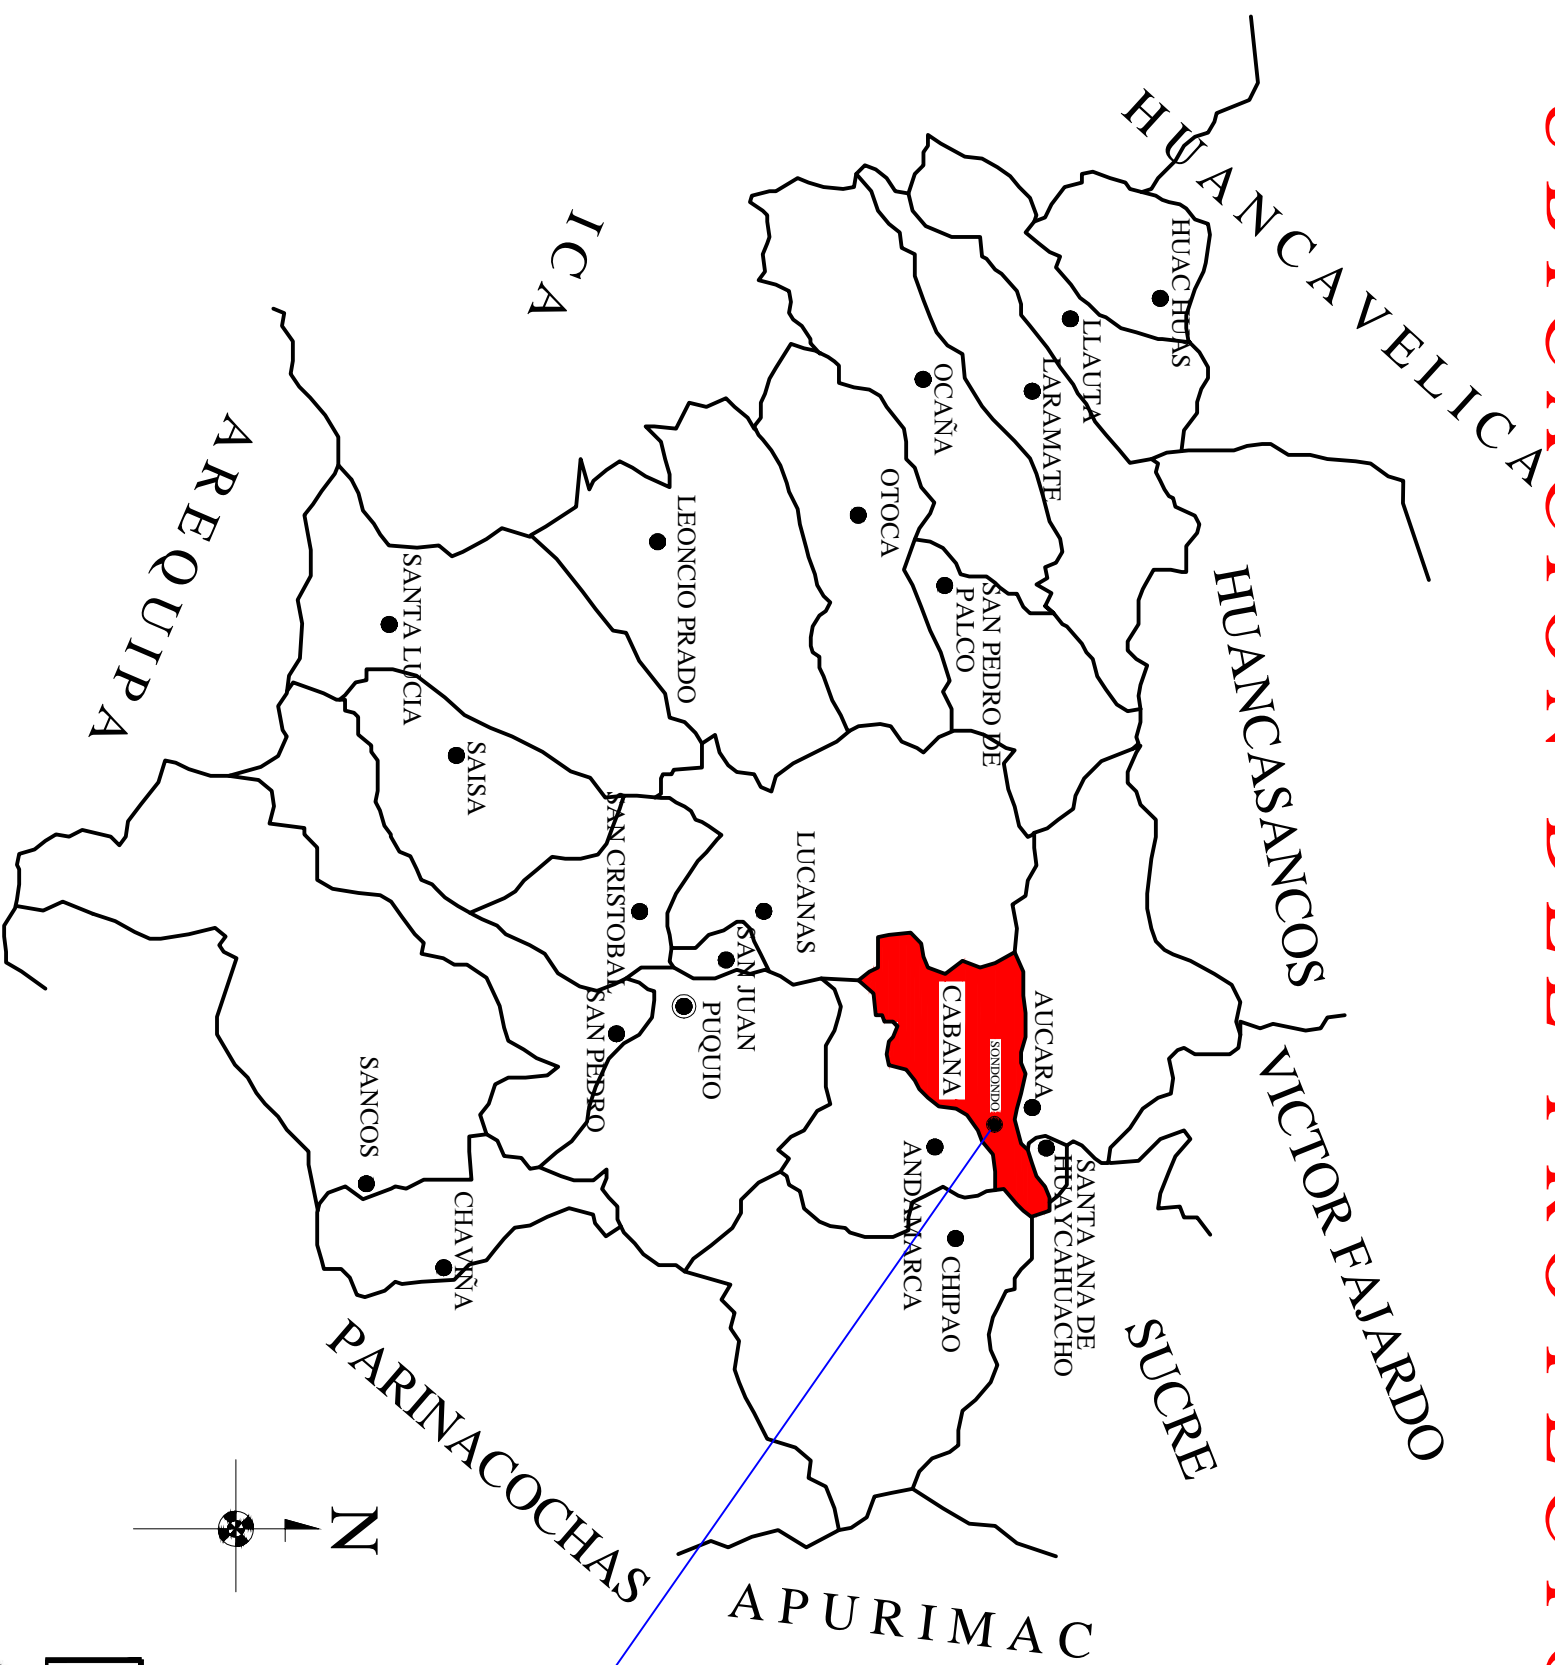 HUANCAVELICA
HUANCASANCOS
VICTOR FAJARDO
SUCRE
APURIMAC
PARINACOCHAS
AREQUIPA
ICA
HUAC HUAS
LLAUTA
LARAMATE
OCAÑA
OTOCA
SAN PEDRO DE
PALCO
LEONCIO PRADO
SANTA LUCIA
SAISA
SAN CRISTOBAL
LUCANAS
SAN JUAN
PUQUIO
SAN PEDRO
SANCOS
CHAVIÑA
AUCARA
CABANA
SONDONDO
SANTA ANA DE
HUAYCAHUACHO
ANDAMARCA
CHIPAO
N